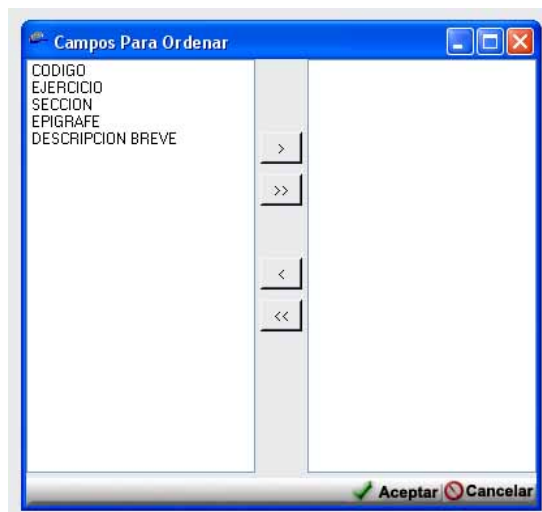 Campos Para Ordenar
CODIGO
EJERCICIO
SECCION
EPIGRAFE
DESCRIPCION BREVE
>
>>
<
<<
Aceptar Cancelar